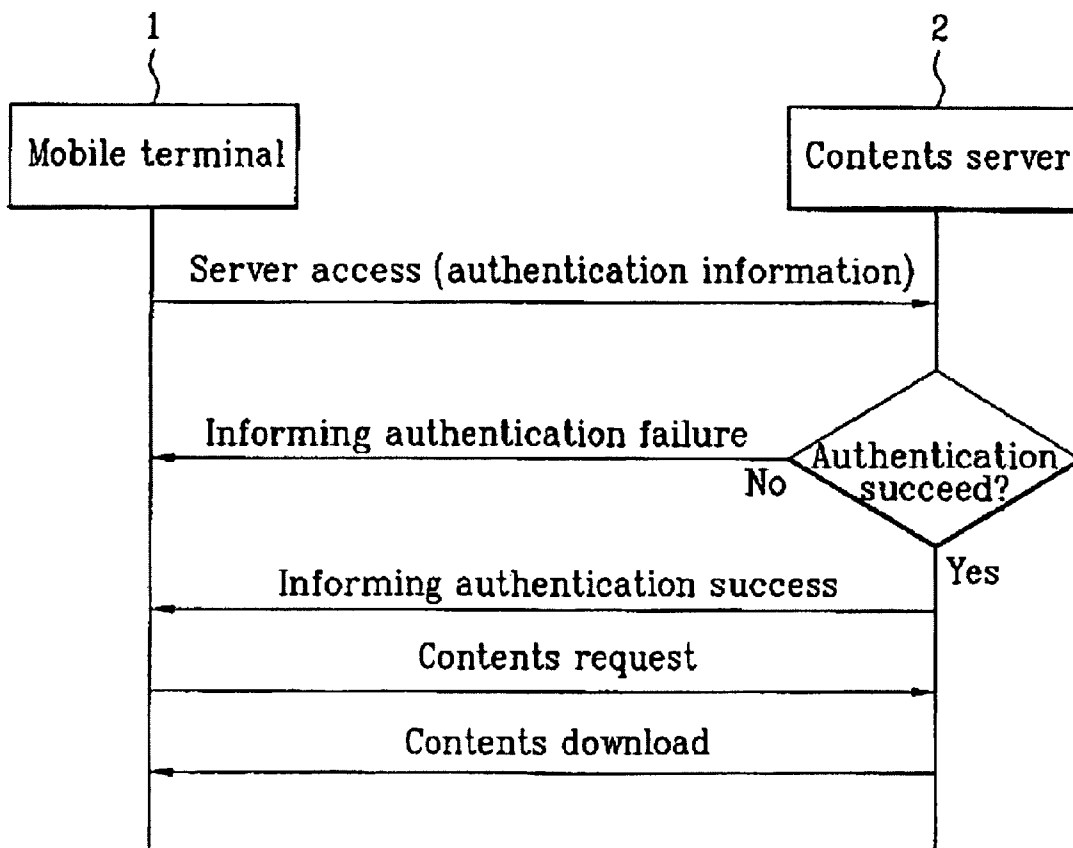 1
2
Mobile terminal
Contents server
Server access (authentication information)
Informing authentication failure
No
Authentication
succeed?
Yes
Informing authentication success
Contents request
Contents download